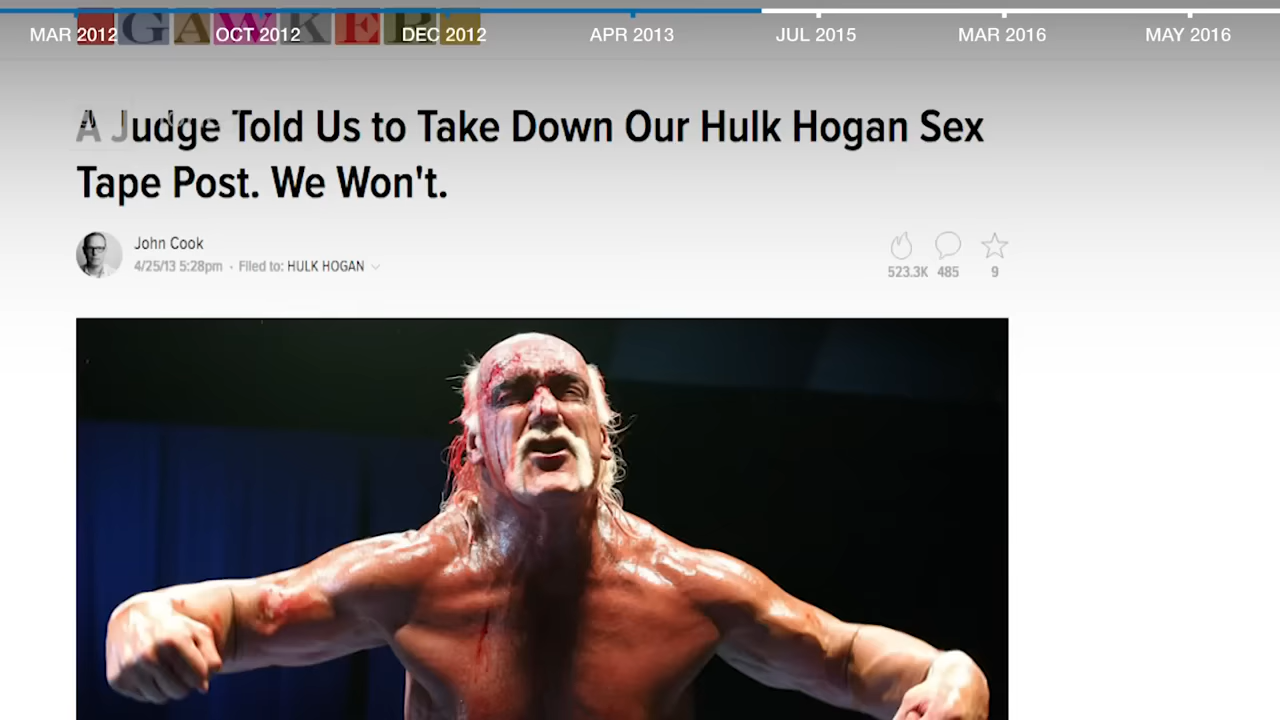 MAR 2012 OCT 2012 DEC 2012 APR 2013 JUL 2015 MAR 2016 MAY 2016
GAWKER
A Judge Told Us to Take Down Our Hulk Hogan Sex
Tape Post. We Won't.
John Cook
4/25/13 5:28pm · Filed to: HULK HOGAN
523.3K 485 9